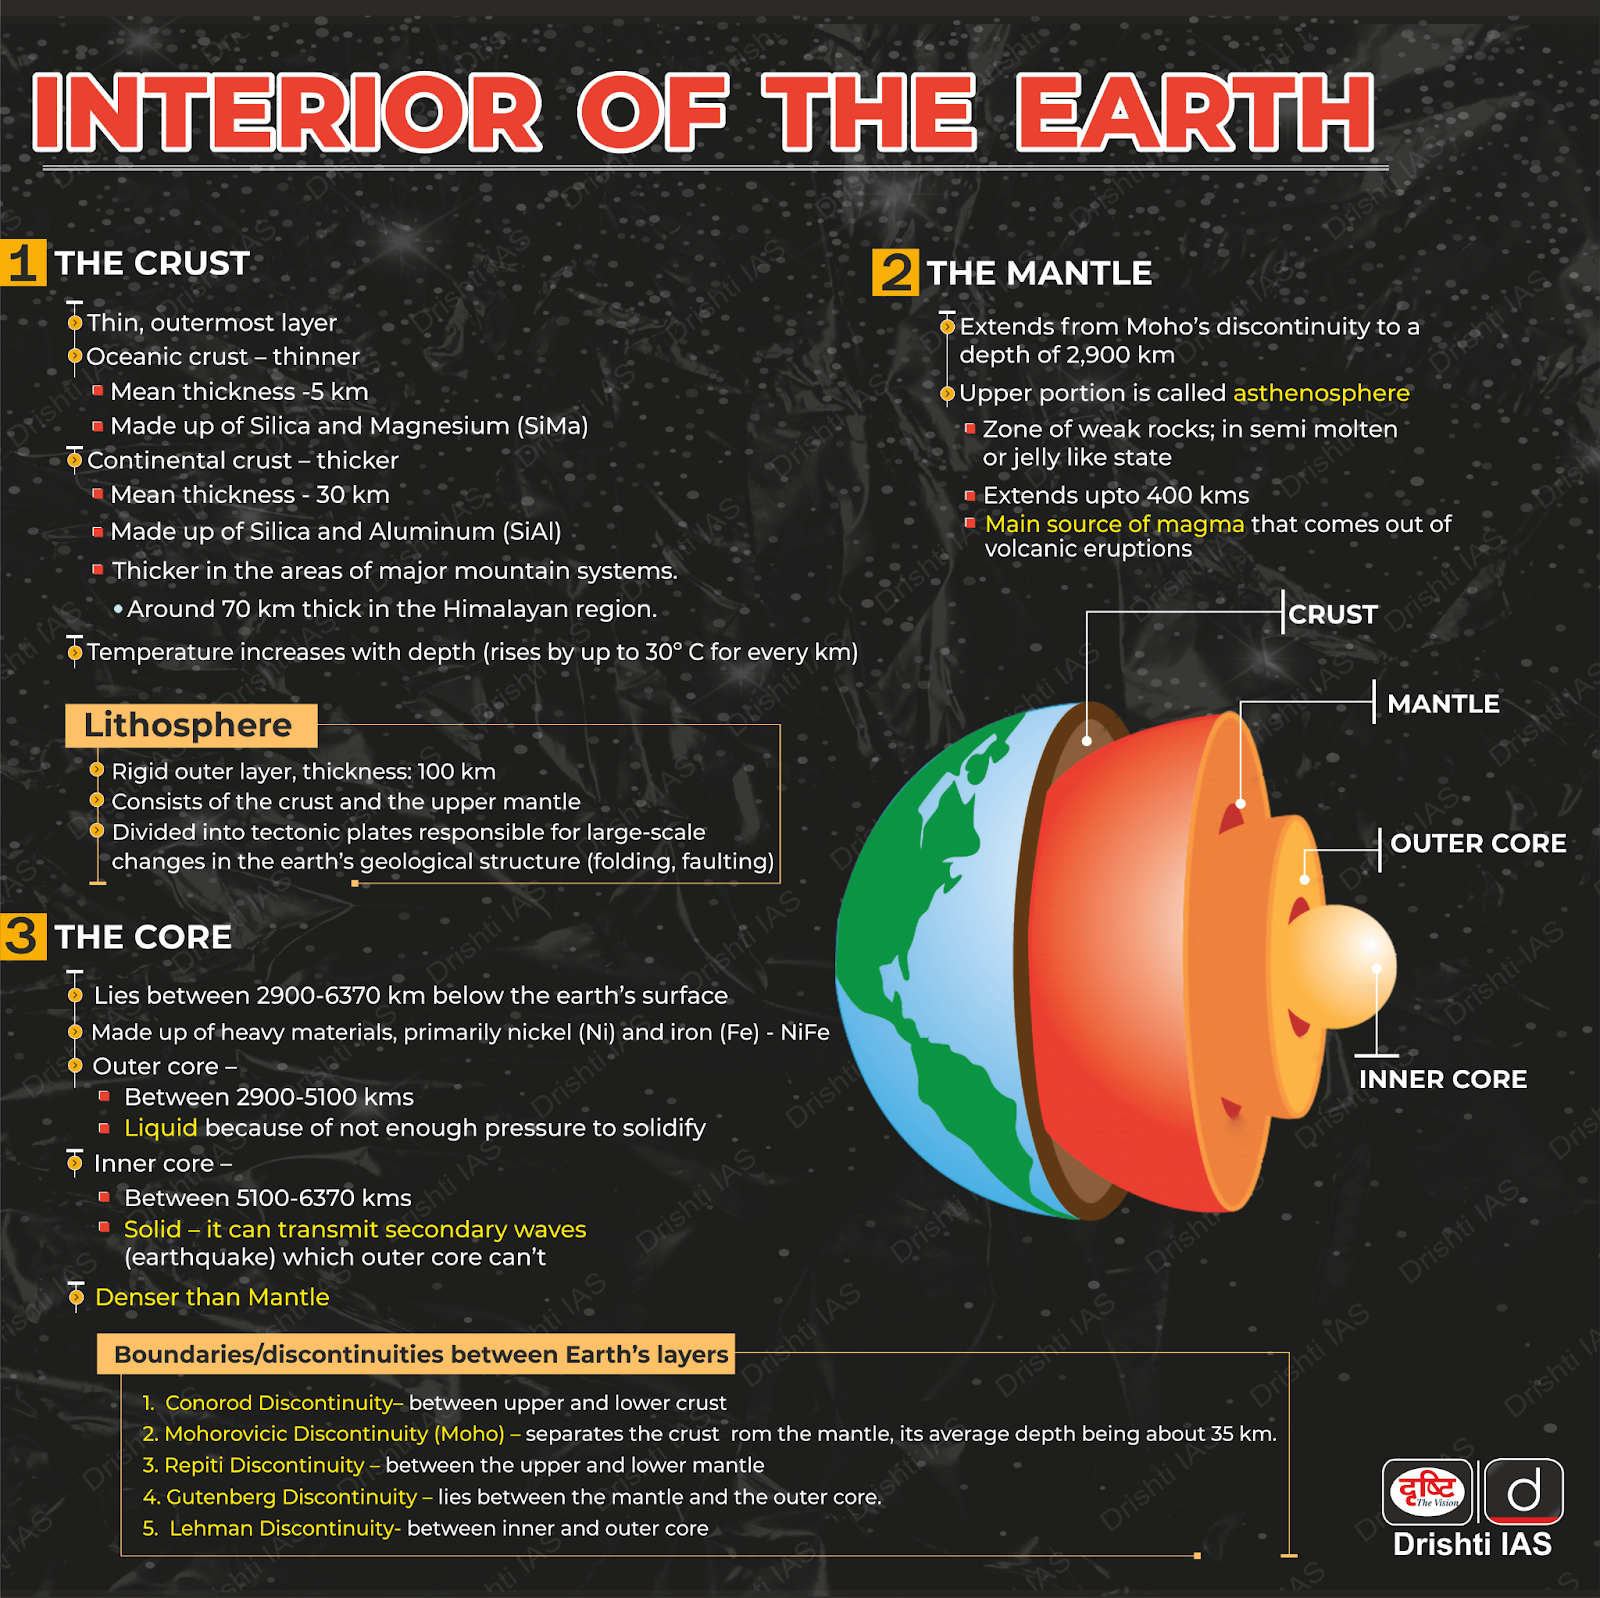 INTERIOR OF THE EARTH
1 THE CRUST
Thin, outermost layer
Oceanic crust – thinner
Mean thickness -5 km
Made up of Silica and Magnesium (SiMa)
Continental crust – thicker
Mean thickness - 30 km
Made up of Silica and Aluminum (SiAl)
Thicker in the areas of major mountain systems.
Around 70 km thick in the Himalayan region.
Temperature increases with depth (rises by up to 30° C for every km)
Lithosphere
Rigid outer layer, thickness: 100 km
Consists of the crust and the upper mantle
Divided into tectonic plates responsible for large-scale
changes in the earth's geological structure (folding, faulting)
2 THE MANTLE
Extends from Moho's discontinuity to a
depth of 2,900 km
Upper portion is called asthenosphere
Zone of weak rocks; in semi molten
or jelly like state
Extends upto 400 kms
Main source of magma that comes out of
volcanic eruptions
CRUST
MANTLE
OUTER CORE
INNER CORE
3 THE CORE
Lies between 2900-6370 km below the earth's surface
Made up of heavy materials, primarily nickel (Ni) and iron (Fe) - NiFe
Outer core –
Between 2900-5100 kms
Liquid because of not enough pressure to solidify
Inner core –
Between 5100-6370 kms
Solid – it can transmit secondary waves
(earthquake) which outer core can't
Denser than Mantle
Boundaries/discontinuities between Earth's layers
1. Conorod Discontinuity– between upper and lower crust
2. Mohorovicic Discontinuity (Moho) – separates the crust rom the mantle, its average depth being about 35 km.
3. Repiti Discontinuity – between the upper and lower mantle
4. Gutenberg Discontinuity – lies between the mantle and the outer core.
5. Lehman Discontinuity- between inner and outer core
दृष्टि
The Vision
d
Drishti IAS